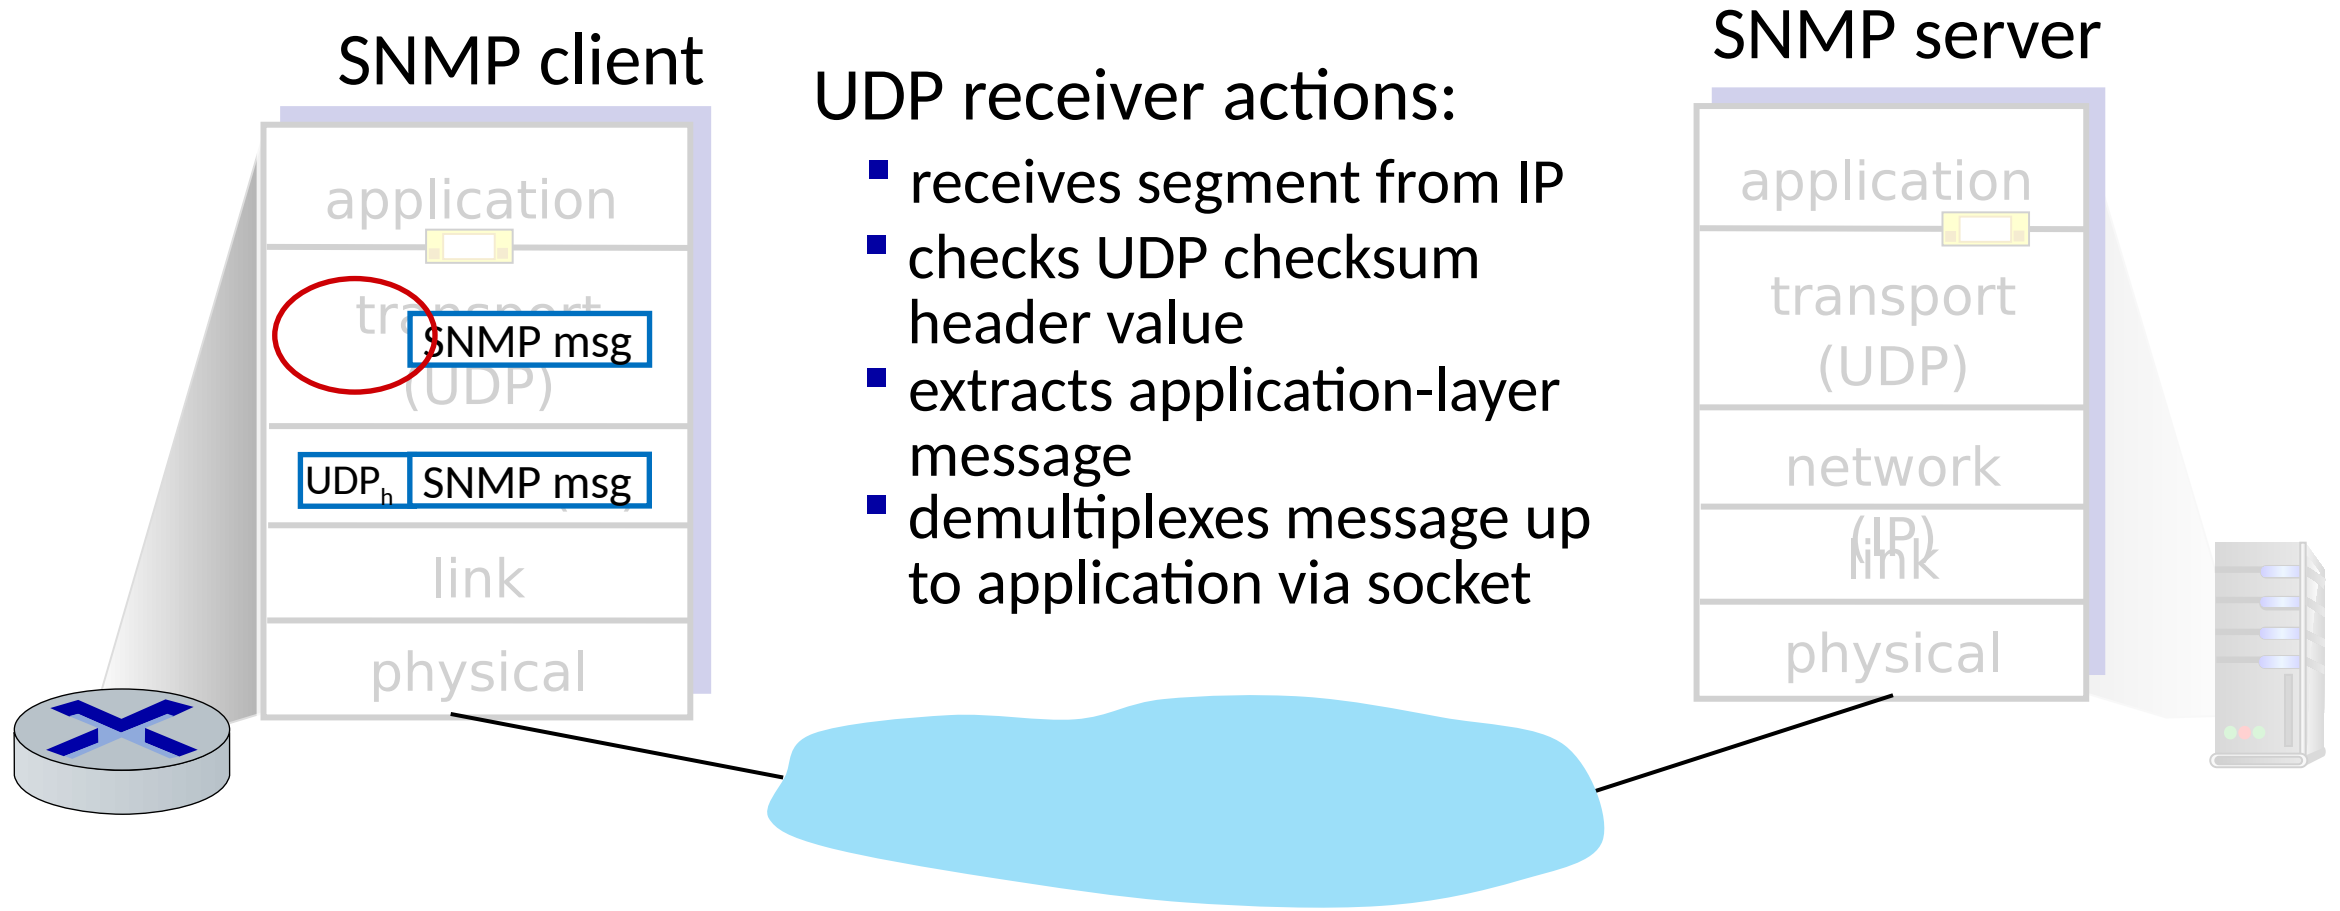 SNMP client
application
transport
SNMP msg
(UDP)
UDPh SNMP msg
link
physical
UDP receiver actions:
receives segment from IP
checks UDP checksum
header value
extracts application-layer
message
demultiplexes message up
to application via socket
SNMP server
application
transport
(UDP)
network
(IP)
link
physical